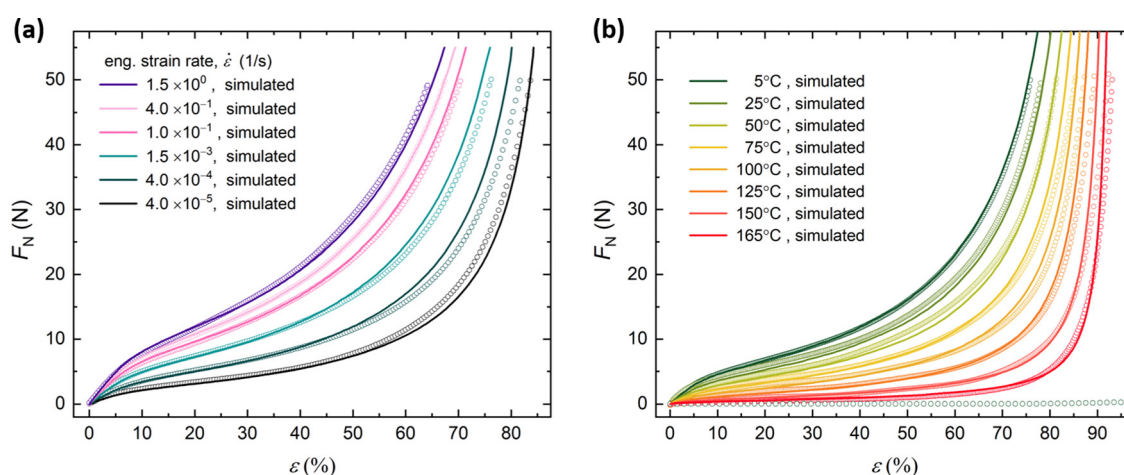 (a)
eng. strain rate, ε̇ (1/s)
1.5 ×10⁰ , simulated
4.0 ×10⁻¹ , simulated
1.0 ×10⁻¹ , simulated
1.5 ×10⁻³ , simulated
4.0 ×10⁻⁴ , simulated
4.0 ×10⁻⁵, simulated
F_N (N)
50
40
30
20
10
0
0 10 20 30 40 50 60 70 80
ε (%)
(b)
5°C , simulated
25°C , simulated
50°C , simulated
75°C , simulated
100°C , simulated
125°C , simulated
150°C , simulated
165°C , simulated
F_N (N)
50
40
30
20
10
0
0 10 20 30 40 50 60 70 80 90
ε (%)